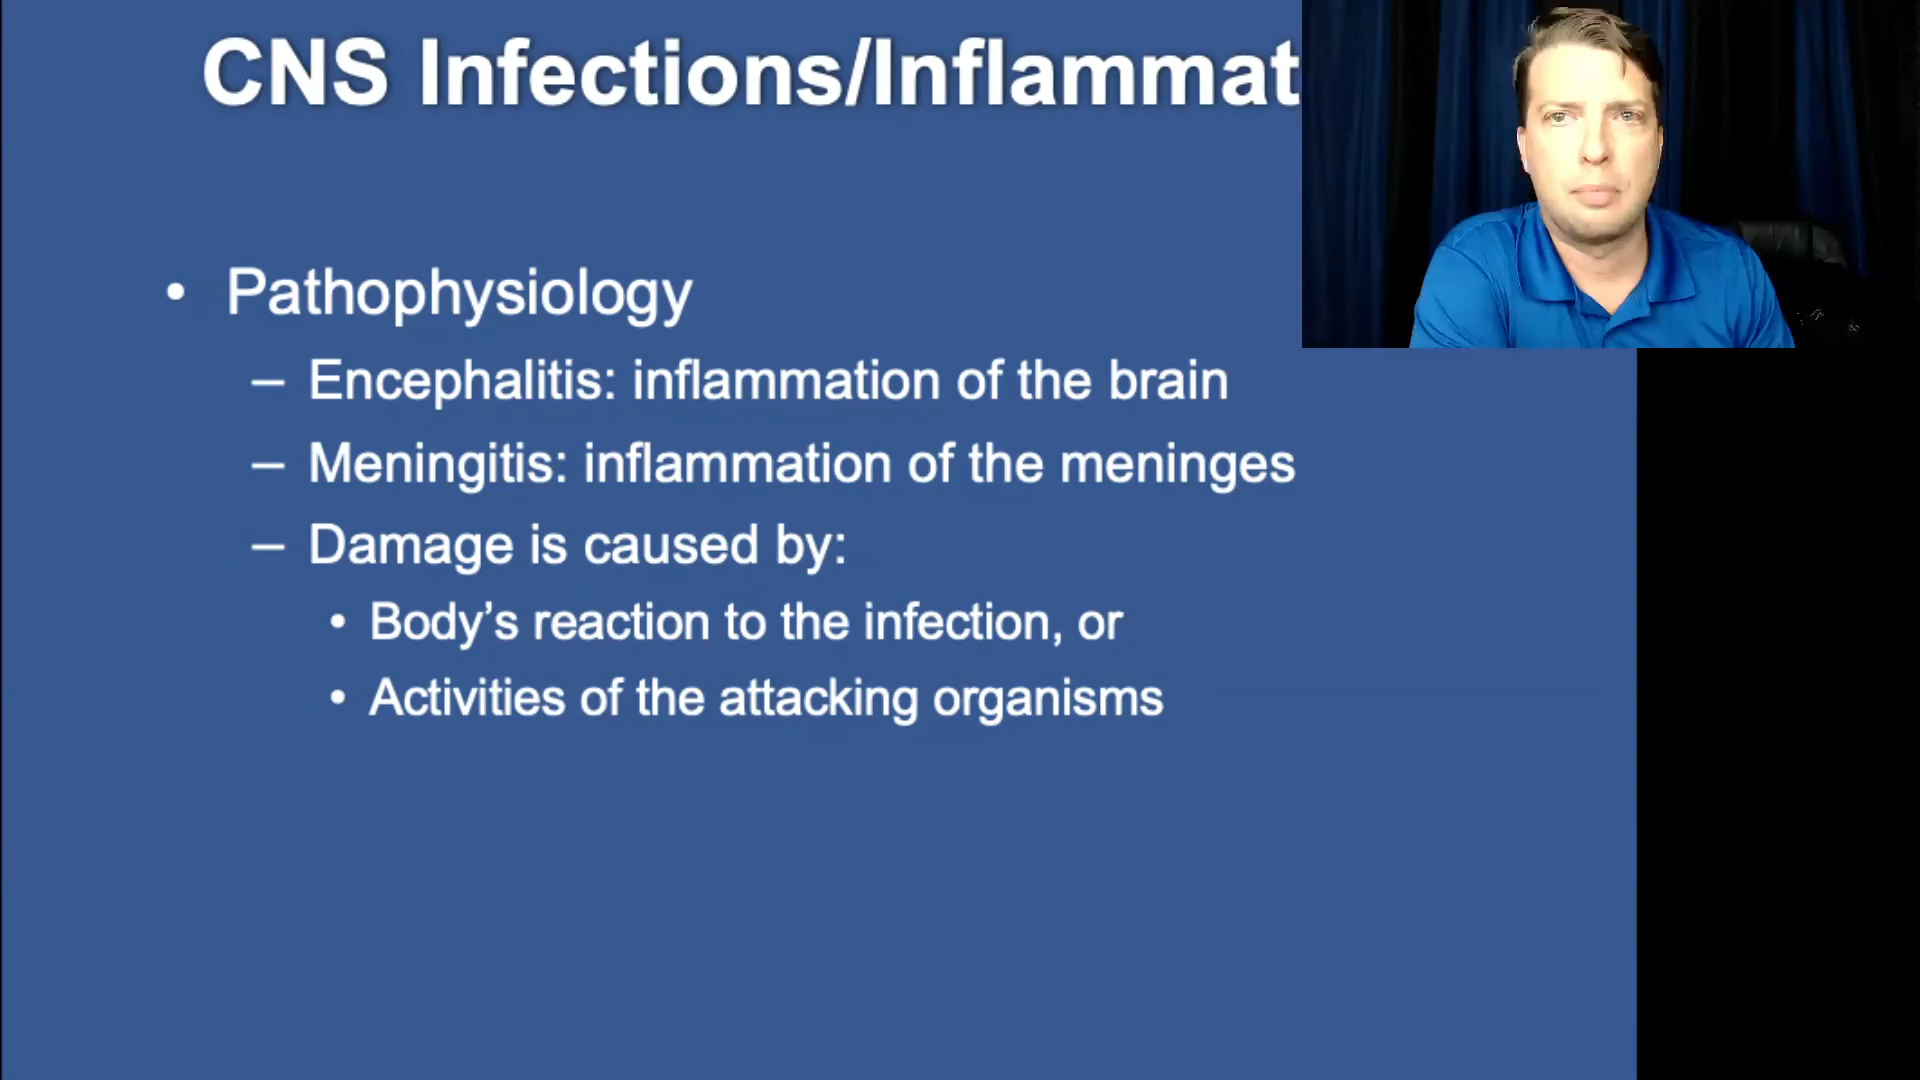 CNS Infections/Inflammat
• Pathophysiology
– Encephalitis: inflammation of the brain
– Meningitis: inflammation of the meninges
– Damage is caused by:
• Body’s reaction to the infection, or
• Activities of the attacking organisms